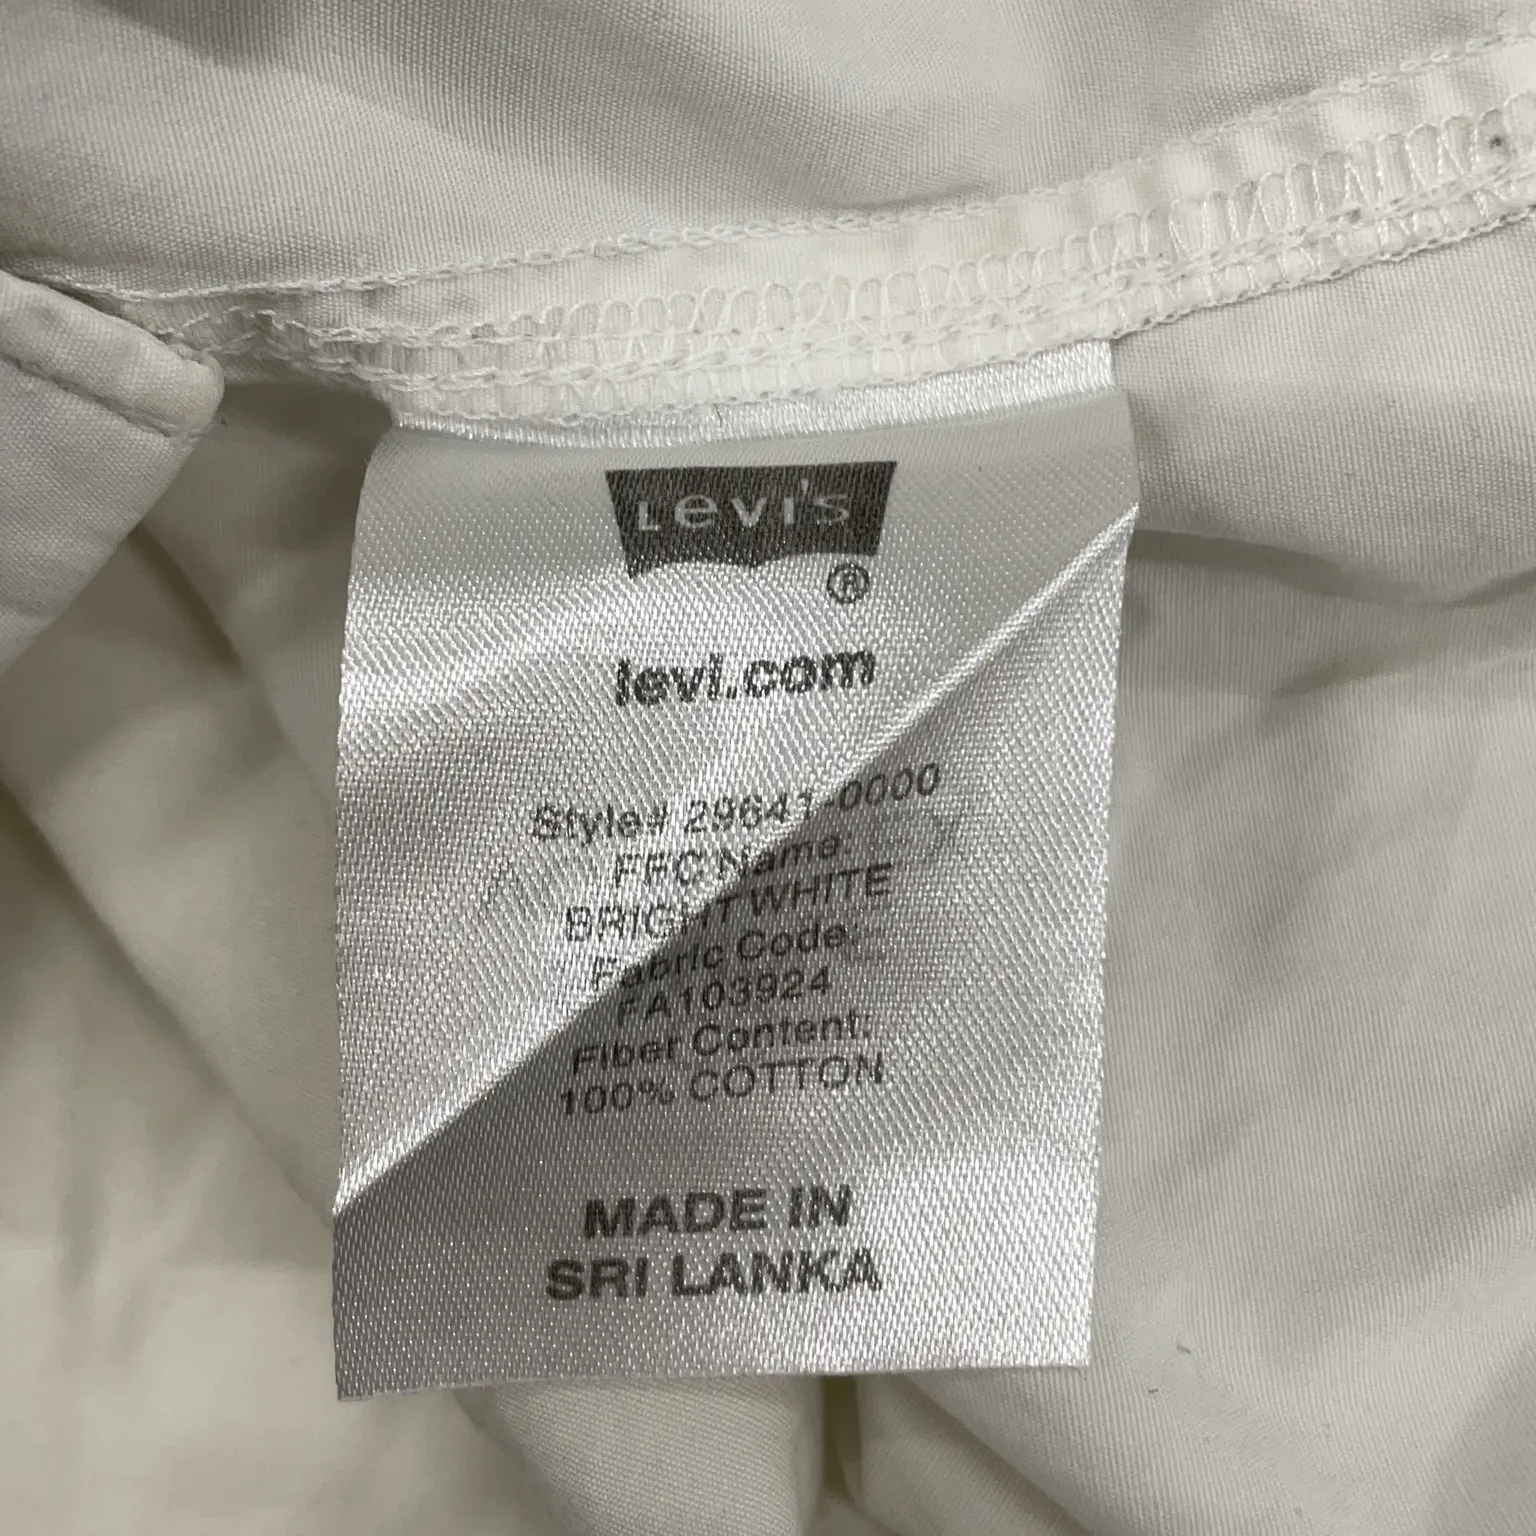 Levi's
®
levi.com
Style# 29641-0000
FFC Name:
BRIGHT WHITE
Fabric Code:
FA103924
Fiber Content:
100% COTTON
MADE IN
SRI LANKA